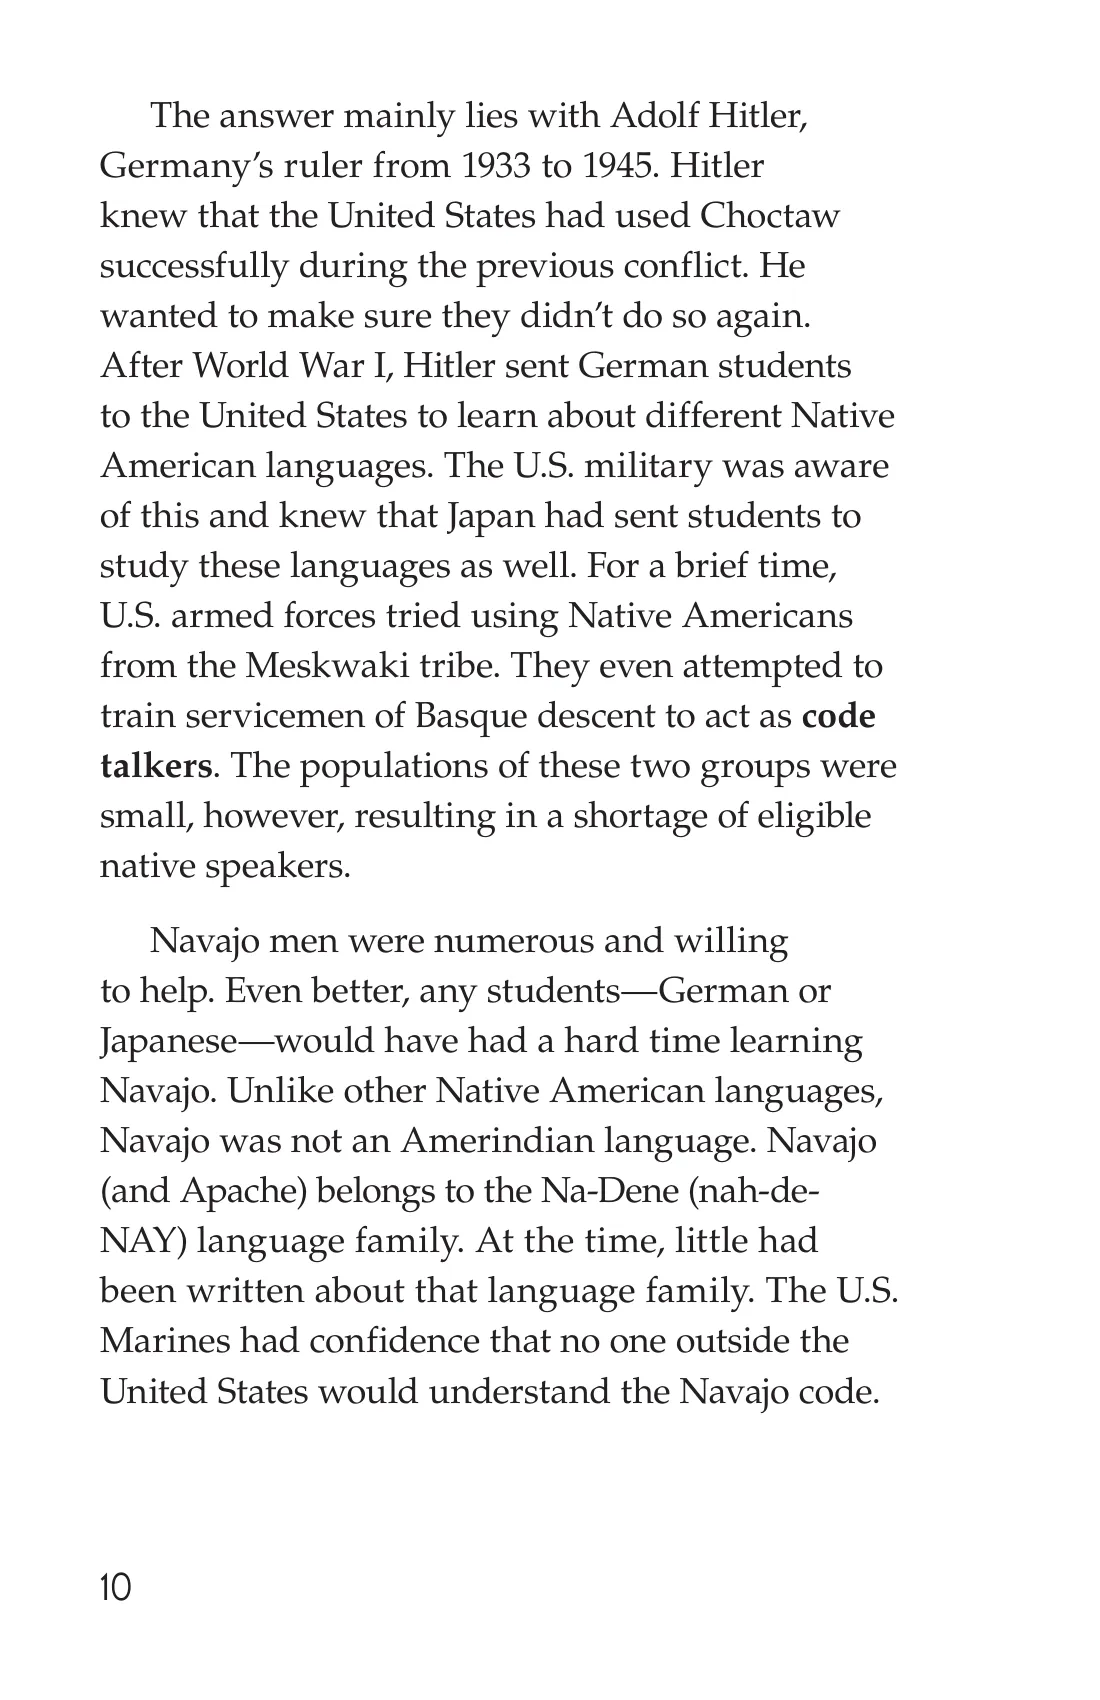 The answer mainly lies with Adolf Hitler,
Germany’s ruler from 1933 to 1945. Hitler
knew that the United States had used Choctaw
successfully during the previous conflict. He
wanted to make sure they didn’t do so again.
After World War I, Hitler sent German students
to the United States to learn about different Native
American languages. The U.S. military was aware
of this and knew that Japan had sent students to
study these languages as well. For a brief time,
U.S. armed forces tried using Native Americans
from the Meskwaki tribe. They even attempted to
train servicemen of Basque descent to act as code
talkers. The populations of these two groups were
small, however, resulting in a shortage of eligible
native speakers.
Navajo men were numerous and willing
to help. Even better, any students—German or
Japanese—would have had a hard time learning
Navajo. Unlike other Native American languages,
Navajo was not an Amerindian language. Navajo
(and Apache) belongs to the Na-Dene (nah-de-
NAY) language family. At the time, little had
been written about that language family. The U.S.
Marines had confidence that no one outside the
United States would understand the Navajo code.
10